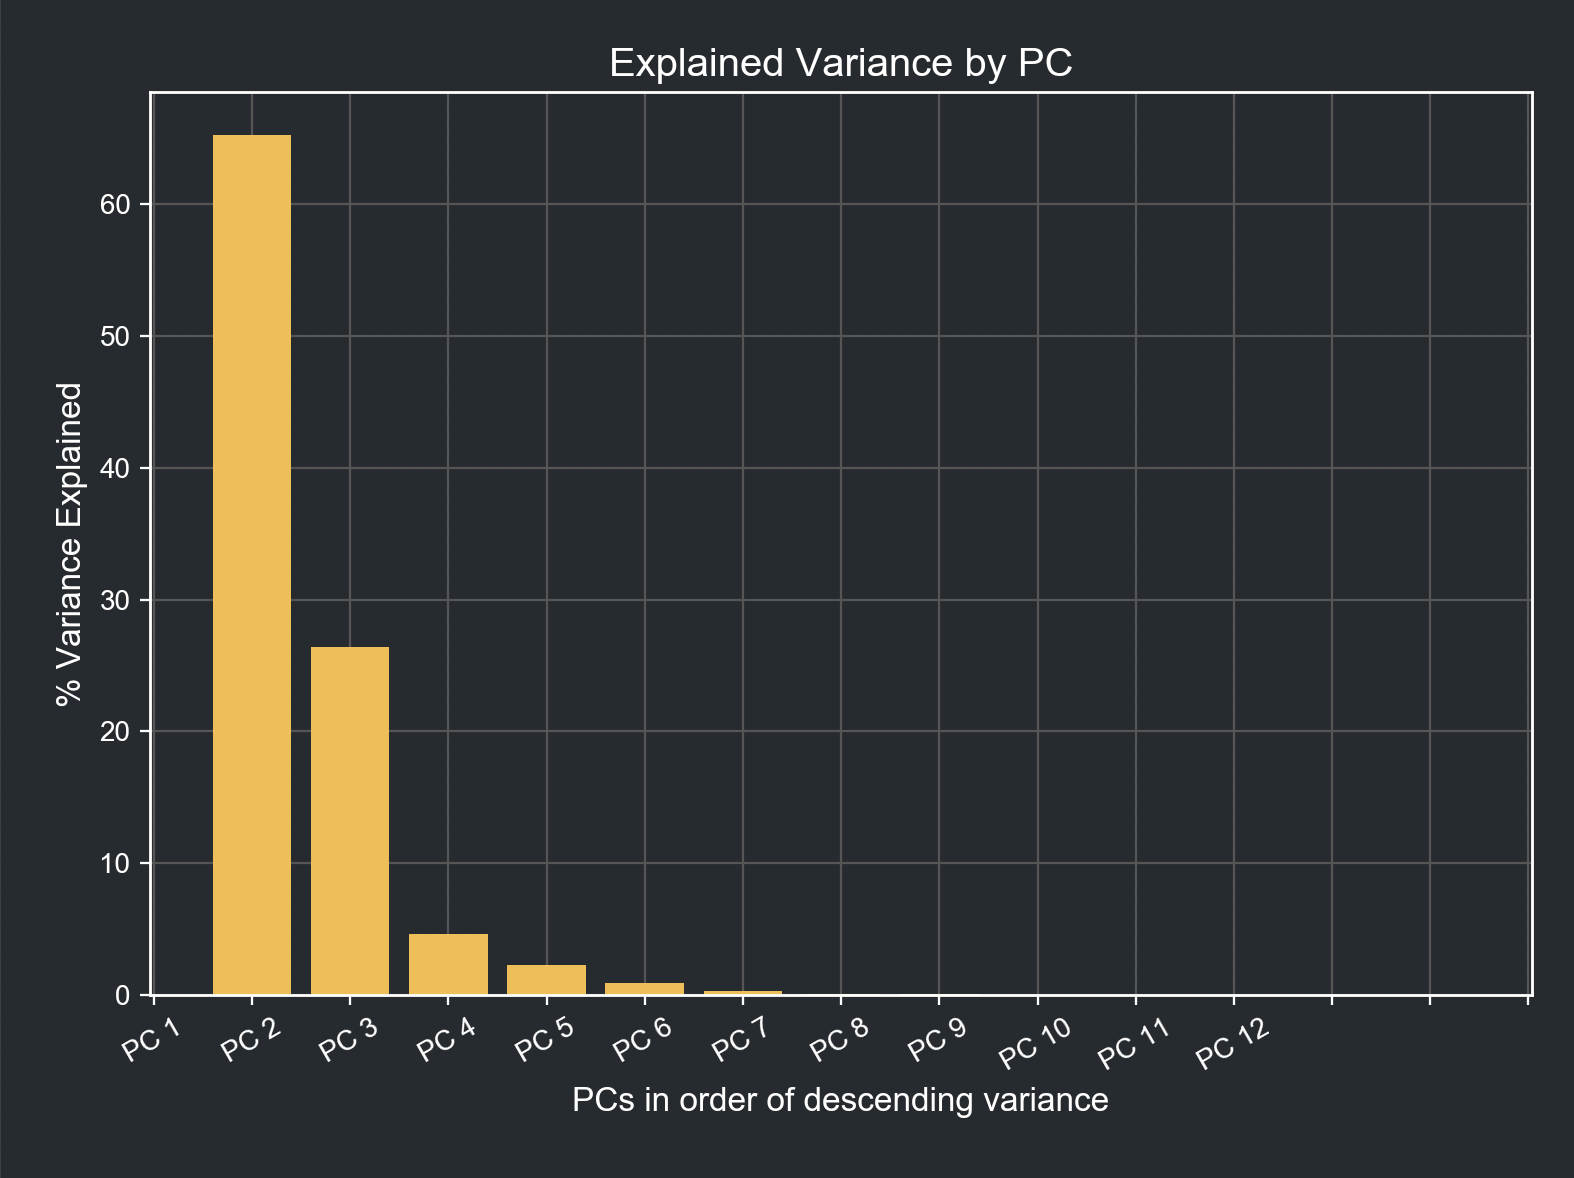 Explained Variance by PC
60
50
40
30
20
10
0
% Variance Explained
PC 1
PC 2
PC 3
PC 4
PC 5
PC 6
PC 7
PC 8
PC 9
PC 10
PC 11
PC 12
PCs in order of descending variance